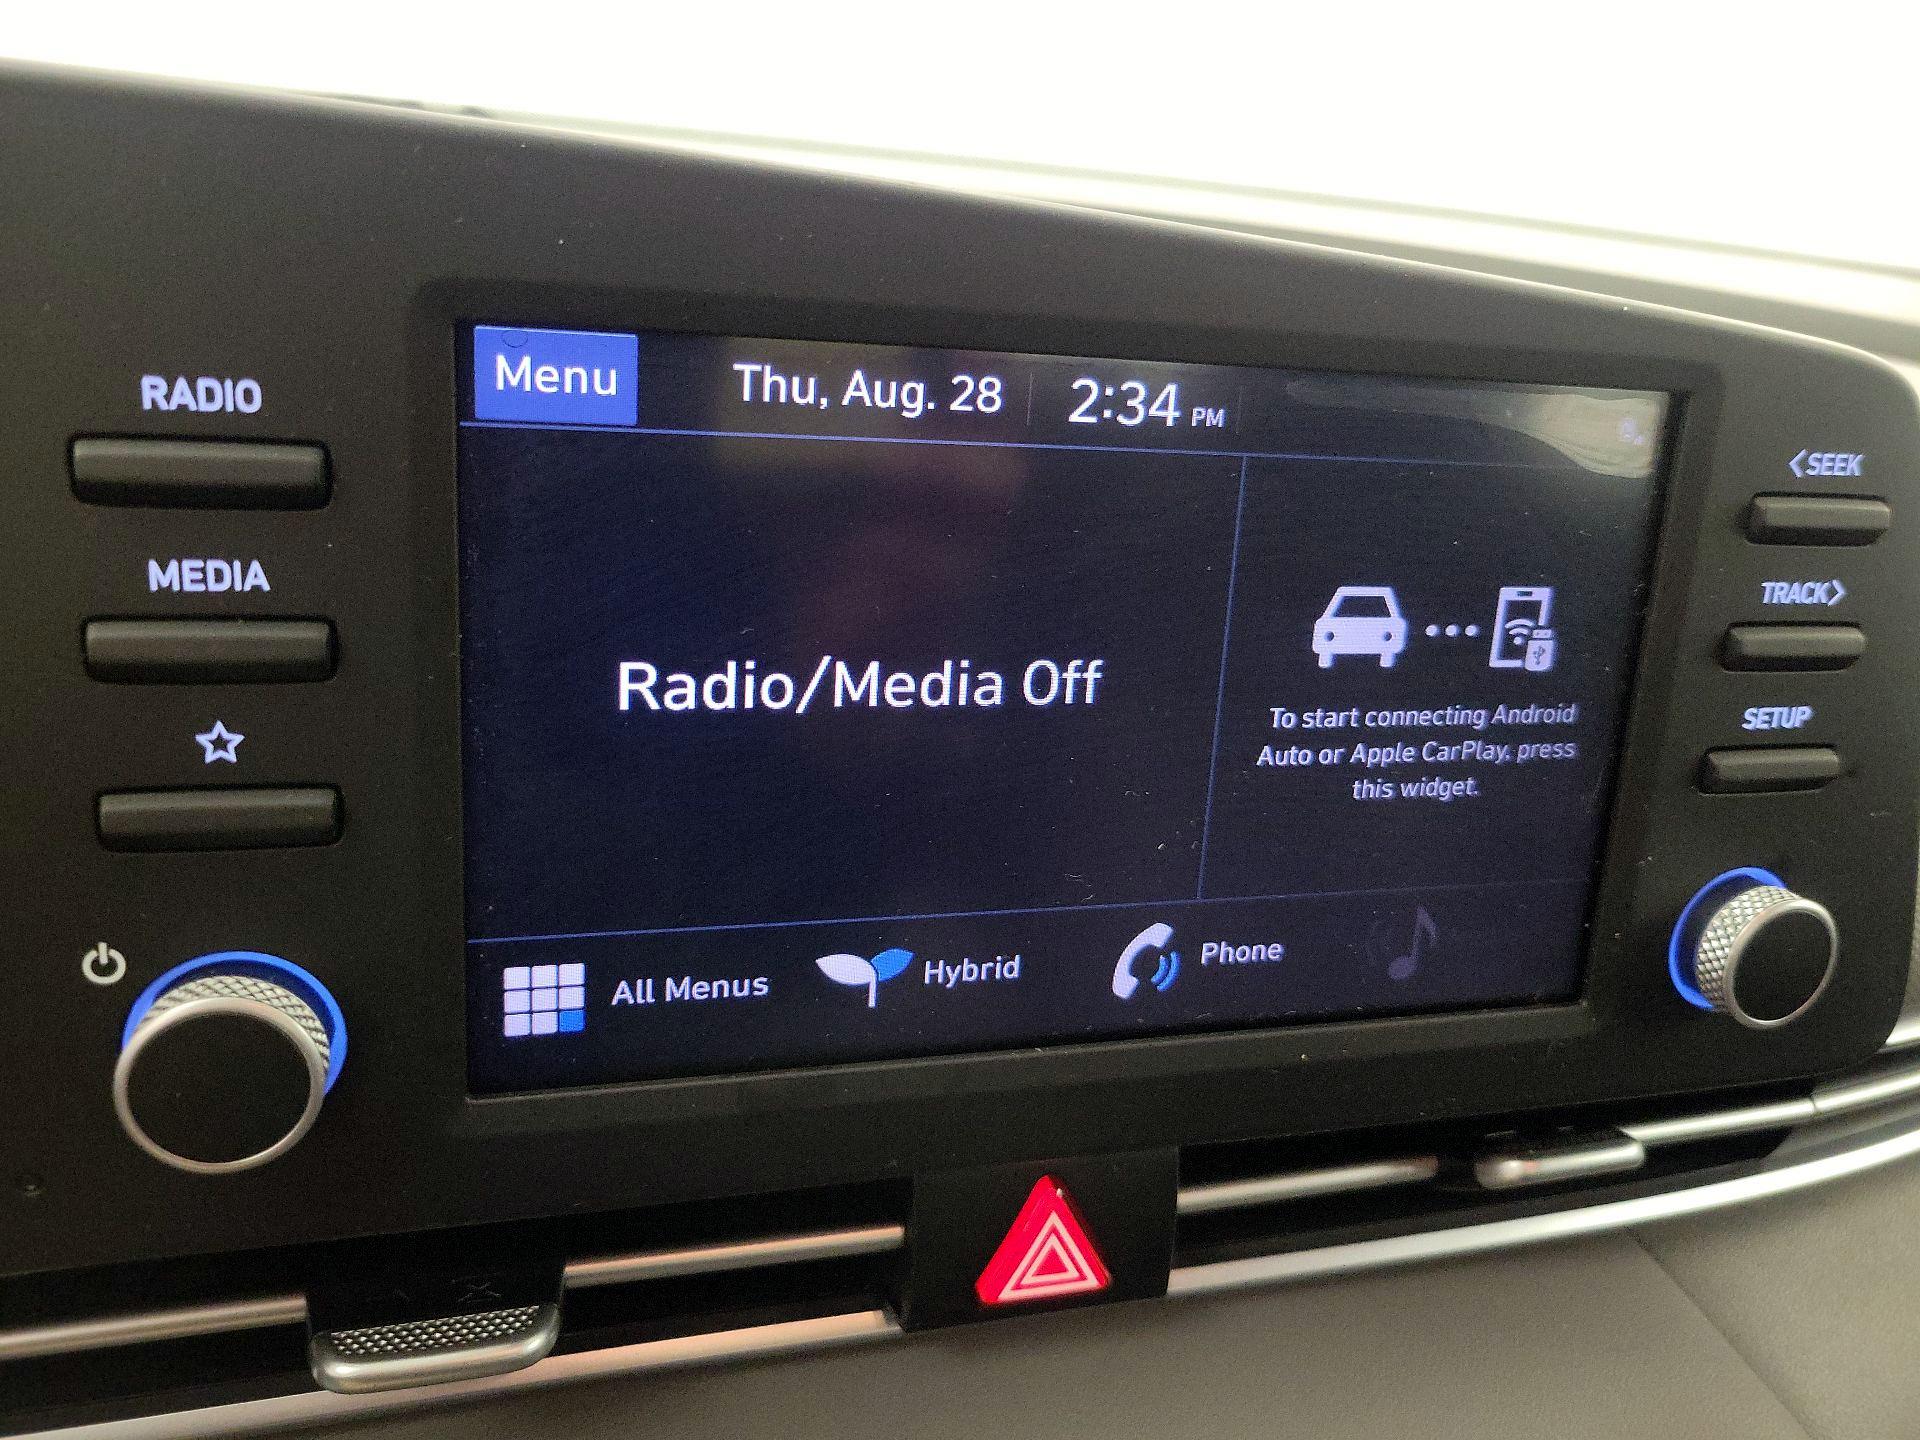 RADIO
MEDIA
Menu
Thu, Aug. 28
2:34 PM
Radio/Media Off
To start connecting Android
Auto or Apple CarPlay, press
this widget.
All Menus
Hybrid
Phone
<SEEK
TRACK>
SETUP